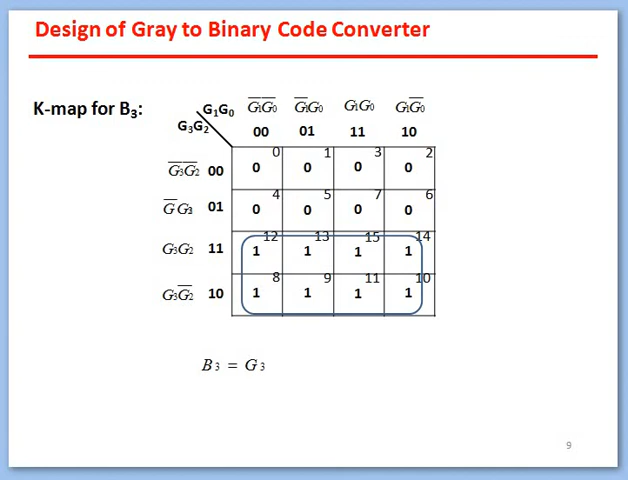 Design of Gray to Binary Code Converter
K-map for B₃:
G₁G₀ G̅₁G̅₀ G̅₁G₀ G₁G₀ G₁G̅₀
G₃G₂ 00 01 11 10
0 1 3 2
G̅₃G̅₂ 00 0 0 0 0
4 5 7 6
G̅ G₂ 01 0 0 0 0
12 13 15 14
G₃G₂ 11 1 1 1 1
8 9 11 10
G₃G̅₂ 10 1 1 1 1
B₃ = G₃
9